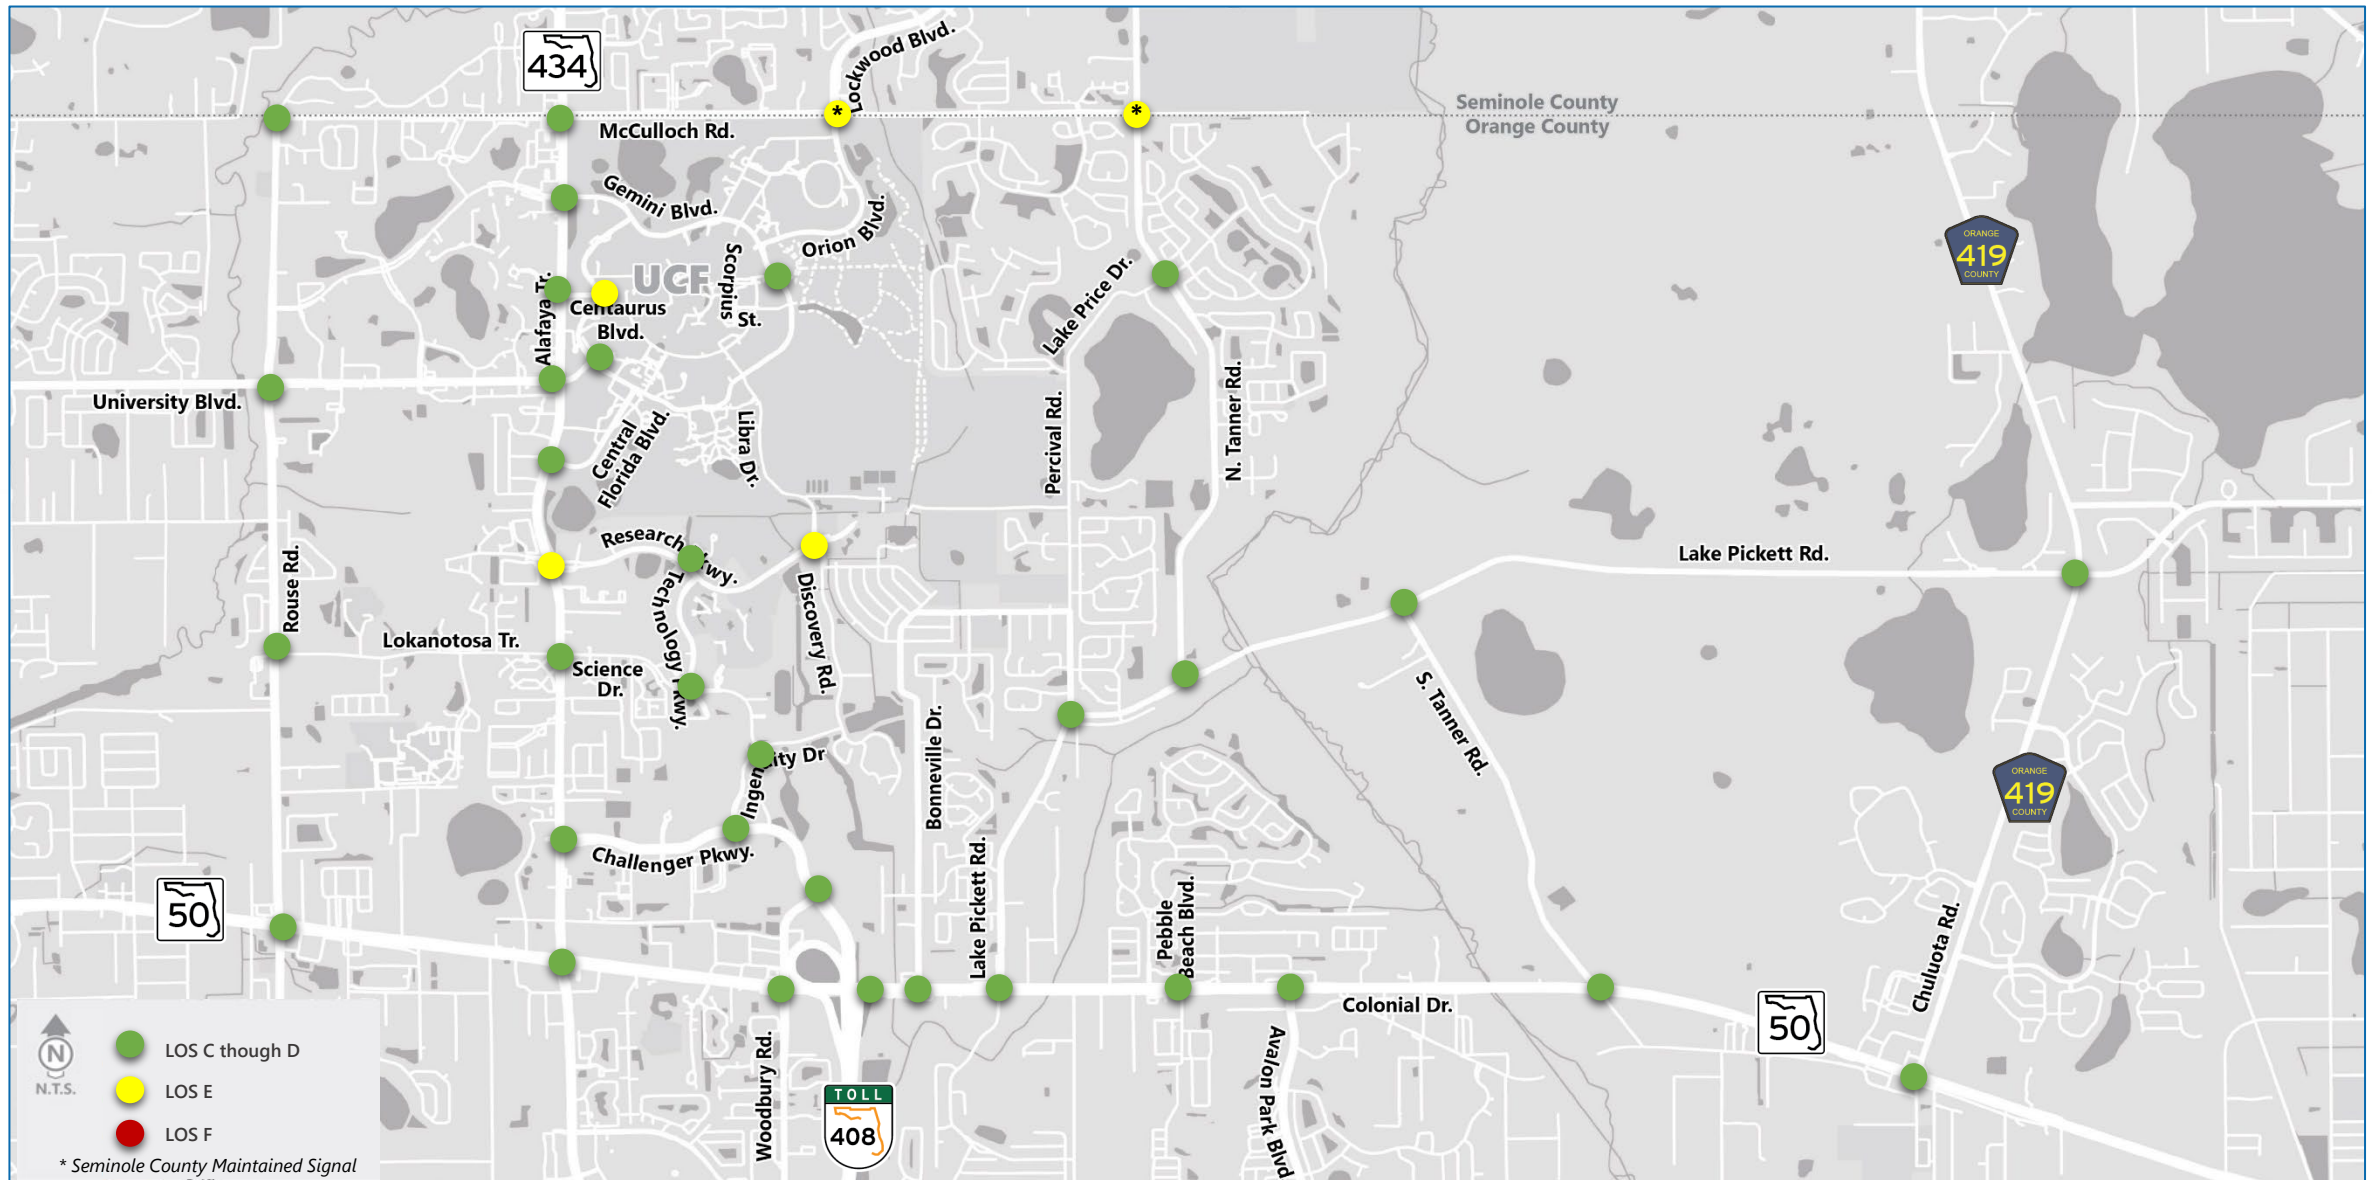 Lockwood Blvd.
434
Seminole County
Orange County
McCulloch Rd.
Gemini Blvd.
Orion Blvd.
Scorpius
St.
UCF
ORANGE
419
COUNTY
Alafaya Tr.
Centaurus
Blvd.
Lake Price Dr.
University Blvd.
Central
Florida Blvd.
Libra Dr.
Percival Rd.
N. Tanner Rd.
Research Pkwy.
Lake Pickett Rd.
Rouse Rd.
Technology Pkwy.
Discovery Rd.
Lokanotosa Tr.
Science
Dr.
S. Tanner Rd.
Bonneville Dr.
ity Dr
Ingen
ORANGE
419
COUNTY
Challenger Pkwy.
Lake Pickett Rd.
Pebble
Beach Blvd.
50
Chuluota Rd.
Colonial Dr.
50
Woodbury Rd.
Avalon Park Blvd
TOLL
408
N
N.T.S.
LOS C though D
LOS E
LOS F
* Seminole County Maintained Signal